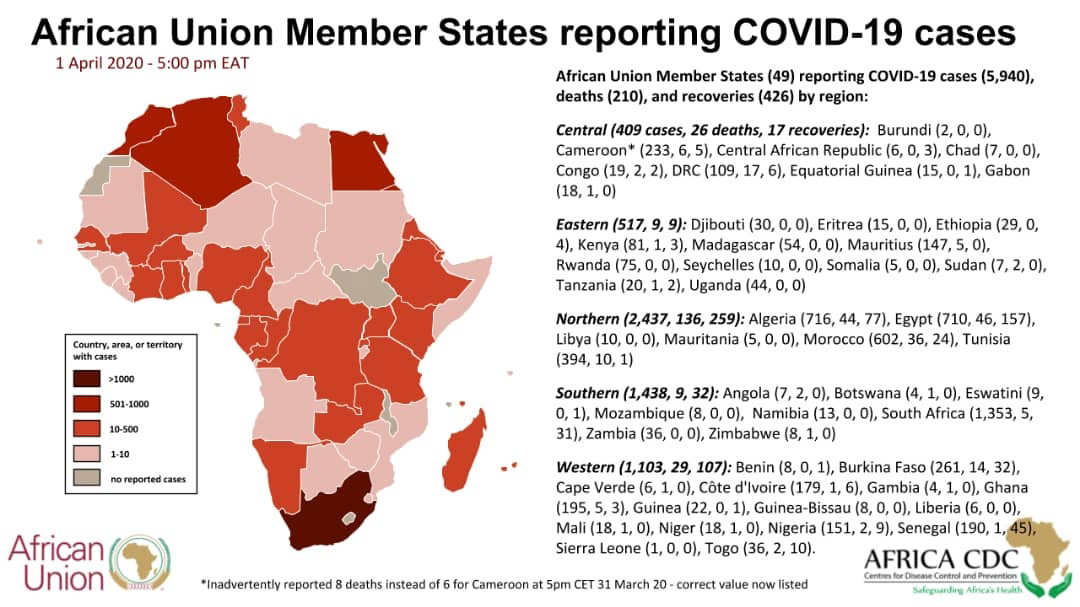 African Union Member States reporting COVID-19 cases
1 April 2020 - 5:00 pm EAT
African Union Member States (49) reporting COVID-19 cases (5,940),
deaths (210), and recoveries (426) by region:
Central (409 cases, 26 deaths, 17 recoveries): Burundi (2, 0, 0),
Cameroon* (233, 6, 5), Central African Republic (6, 0, 3), Chad (7, 0, 0),
Congo (19, 2, 2), DRC (109, 17, 6), Equatorial Guinea (15, 0, 1), Gabon
(18, 1, 0)
Eastern (517, 9, 9): Djibouti (30, 0, 0), Eritrea (15, 0, 0), Ethiopia (29, 0,
4), Kenya (81, 1, 3), Madagascar (54, 0, 0), Mauritius (147, 5, 0),
Rwanda (75, 0, 0), Seychelles (10, 0, 0), Somalia (5, 0, 0), Sudan (7, 2, 0),
Tanzania (20, 1, 2), Uganda (44, 0, 0)
Northern (2,437, 136, 259): Algeria (716, 44, 77), Egypt (710, 46, 157),
Libya (10, 0, 0), Mauritania (5, 0, 0), Morocco (602, 36, 24), Tunisia
(394, 10, 1)
Southern (1,438, 9, 32): Angola (7, 2, 0), Botswana (4, 1, 0), Eswatini (9,
0, 1), Mozambique (8, 0, 0), Namibia (13, 0, 0), South Africa (1,353, 5,
31), Zambia (36, 0, 0), Zimbabwe (8, 1, 0)
Western (1,103, 29, 107): Benin (8, 0, 1), Burkina Faso (261, 14, 32),
Cape Verde (6, 1, 0), Côte d'Ivoire (179, 1, 6), Gambia (4, 1, 0), Ghana
(195, 5, 3), Guinea (22, 0, 1), Guinea-Bissau (8, 0, 0), Liberia (6, 0, 0),
Mali (18, 1, 0), Niger (18, 1, 0), Nigeria (151, 2, 9), Senegal (190, 1, 45),
Sierra Leone (1, 0, 0), Togo (36, 2, 10).
Country, area, or territory
with cases
>1000
501-1000
10-500
1-10
no reported cases
African
Union
*Inadvertently reported 8 deaths instead of 6 for Cameroon at 5pm CET 31 March 20 - correct value now listed
AFRICA CDC
Centres for Disease Control and Prevention
Safeguarding Africa's Health